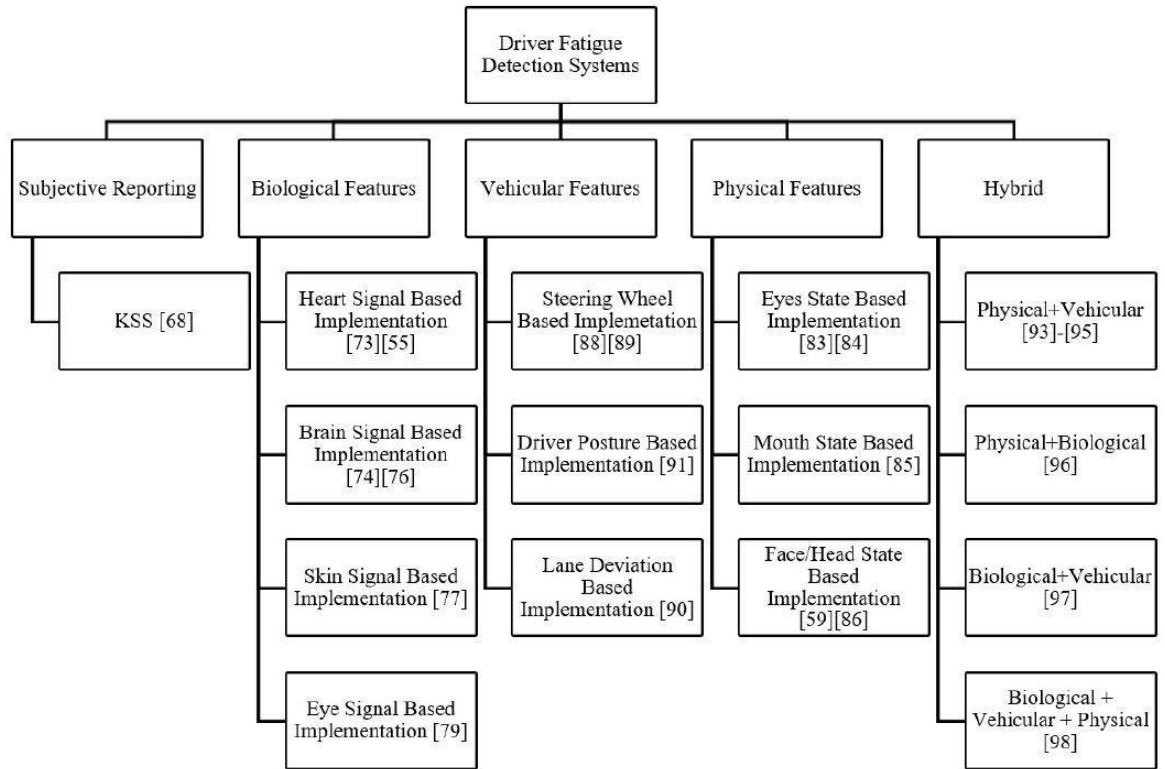 Driver Fatigue
Detection Systems
Subjective Reporting
Biological Features
Vehicular Features
Physical Features
Hybrid
KSS [68]
Heart Signal Based
Implementation
[73][55]
Brain Signal Based
Implementation
[74][76]
Skin Signal Based
Implementation [77]
Eye Signal Based
Implementation [79]
Steering Wheel
Based Implemetation
[88][89]
Driver Posture Based
Implementation [91]
Lane Deviation
Based
Implementation [90]
Eyes State Based
Implementation
[83][84]
Mouth State Based
Implementation [85]
Face/Head State
Based
Implementation
[59][86]
Physical+Vehicular
[93]-[95]
Physical+Biological
[96]
Biological+Vehicular
[97]
Biological +
Vehicular + Physical
[98]